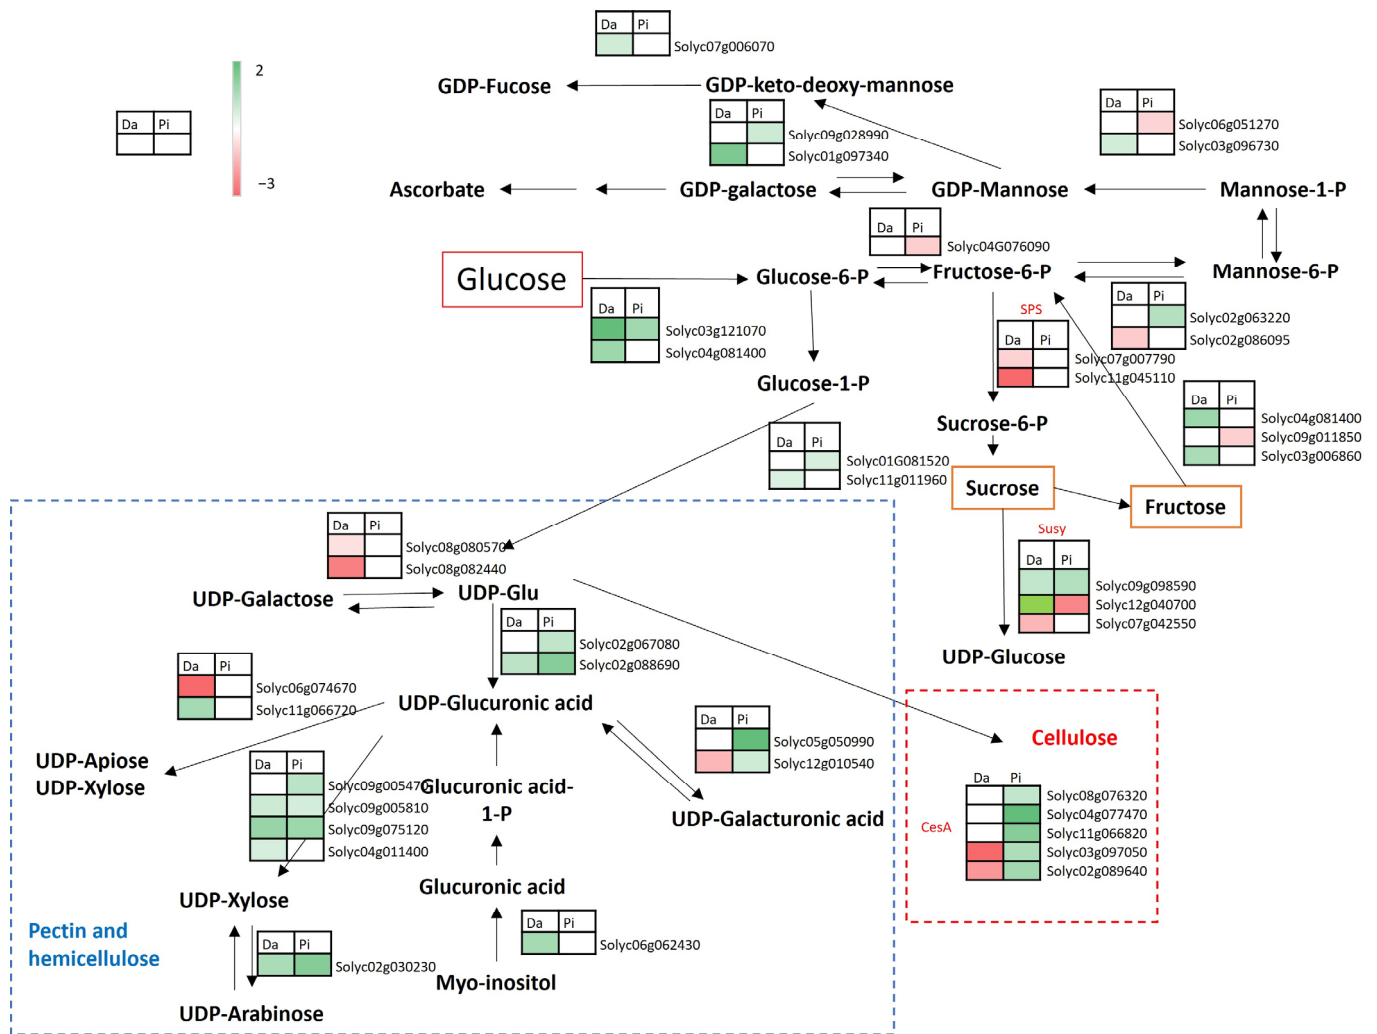 Da Pi
Solyc07g006070
2
−3
Da Pi
GDP-Fucose
GDP-keto-deoxy-mannose
Da Pi
Solyc09g028990
Solyc01g097340
Da Pi
Solyc06g051270
Solyc03g096730
Ascorbate
GDP-galactose
GDP-Mannose
Mannose-1-P
Da Pi
Solyc04G076090
Glucose
Glucose-6-P
Fructose-6-P
Mannose-6-P
Da Pi
Solyc03g121070
Solyc04g081400
SPS
Da Pi
Solyc07g007790
Solyc11g045110
Da Pi
Solyc02g063220
Solyc02g086095
Glucose-1-P
Da Pi
Solyc04g081400
Solyc09g011850
Solyc03g006860
Sucrose-6-P
Da Pi
Solyc01G081520
Solyc11g011960
Sucrose
Fructose
Susy
Da Pi
Solyc09g098590
Solyc12g040700
Solyc07g042550
UDP-Glucose
Da Pi
Solyc08g080570
Solyc08g082440
UDP-Galactose
UDP-Glu
Da Pi
Solyc02g067080
Solyc02g088690
Da Pi
Solyc06g074670
Solyc11g066720
UDP-Glucuronic acid
Da Pi
Solyc05g050990
Solyc12g010540
UDP-Apiose
UDP-Xylose
Da Pi
Solyc09g005470
Solyc09g005810
Solyc09g075120
Solyc04g011400
Glucuronic acid-
1-P
UDP-Galacturonic acid
Cellulose
Da Pi
CesA
Solyc08g076320
Solyc04g077470
Solyc11g066820
Solyc03g097050
Solyc02g089640
Glucuronic acid
UDP-Xylose
Da Pi
Solyc06g062430
Pectin and
hemicellulose
Da Pi
Solyc02g030230
Myo-inositol
UDP-Arabinose